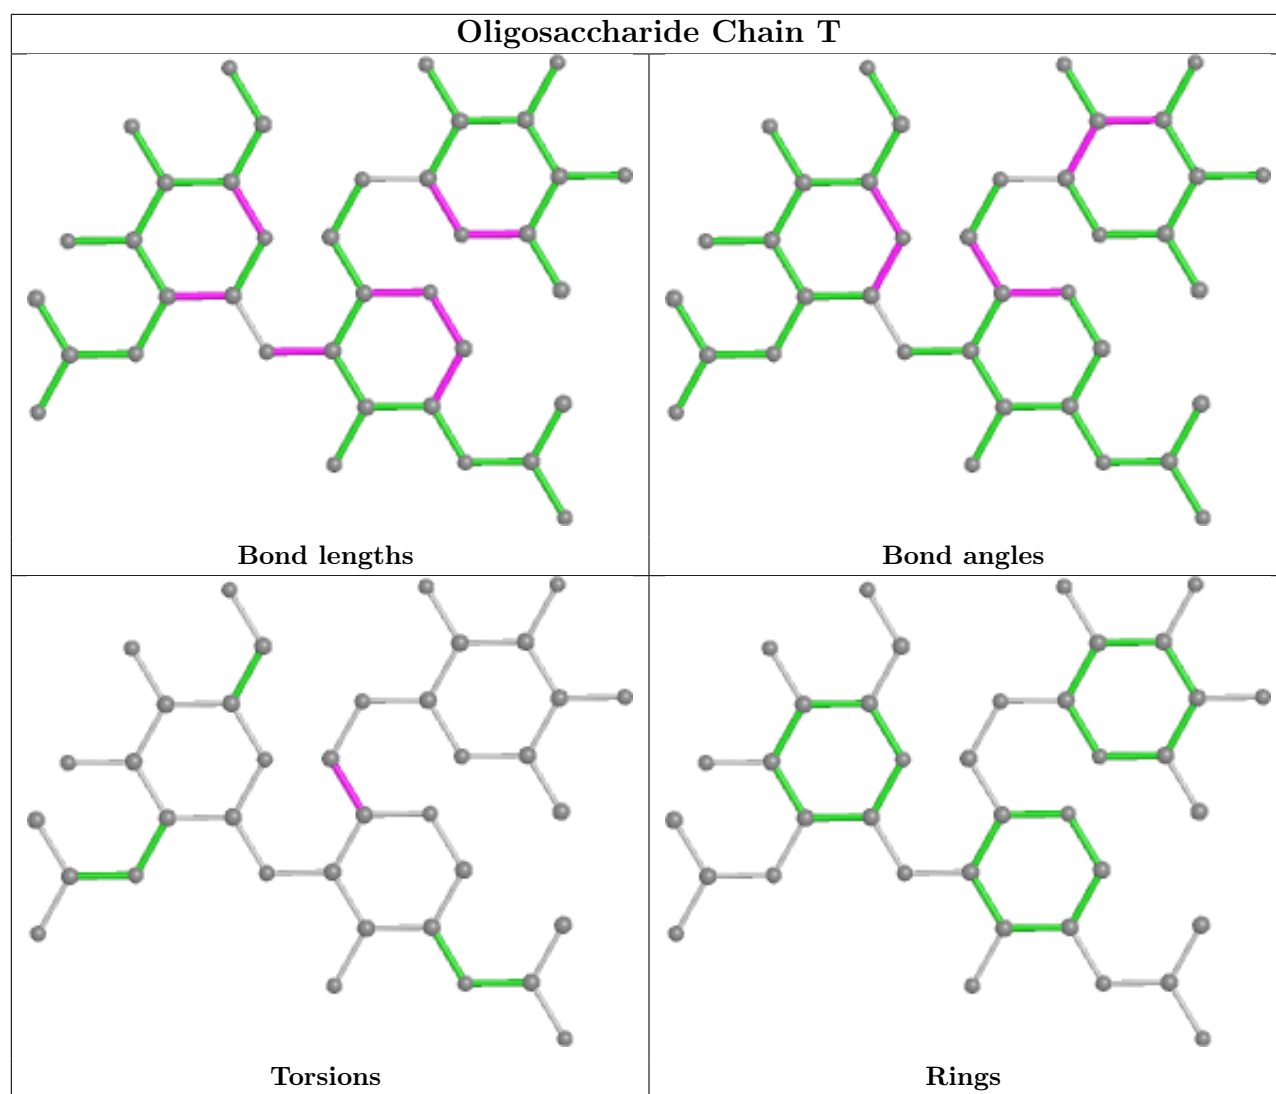 Oligosaccharide Chain T
Bond lengths
Bond angles
Torsions
Rings